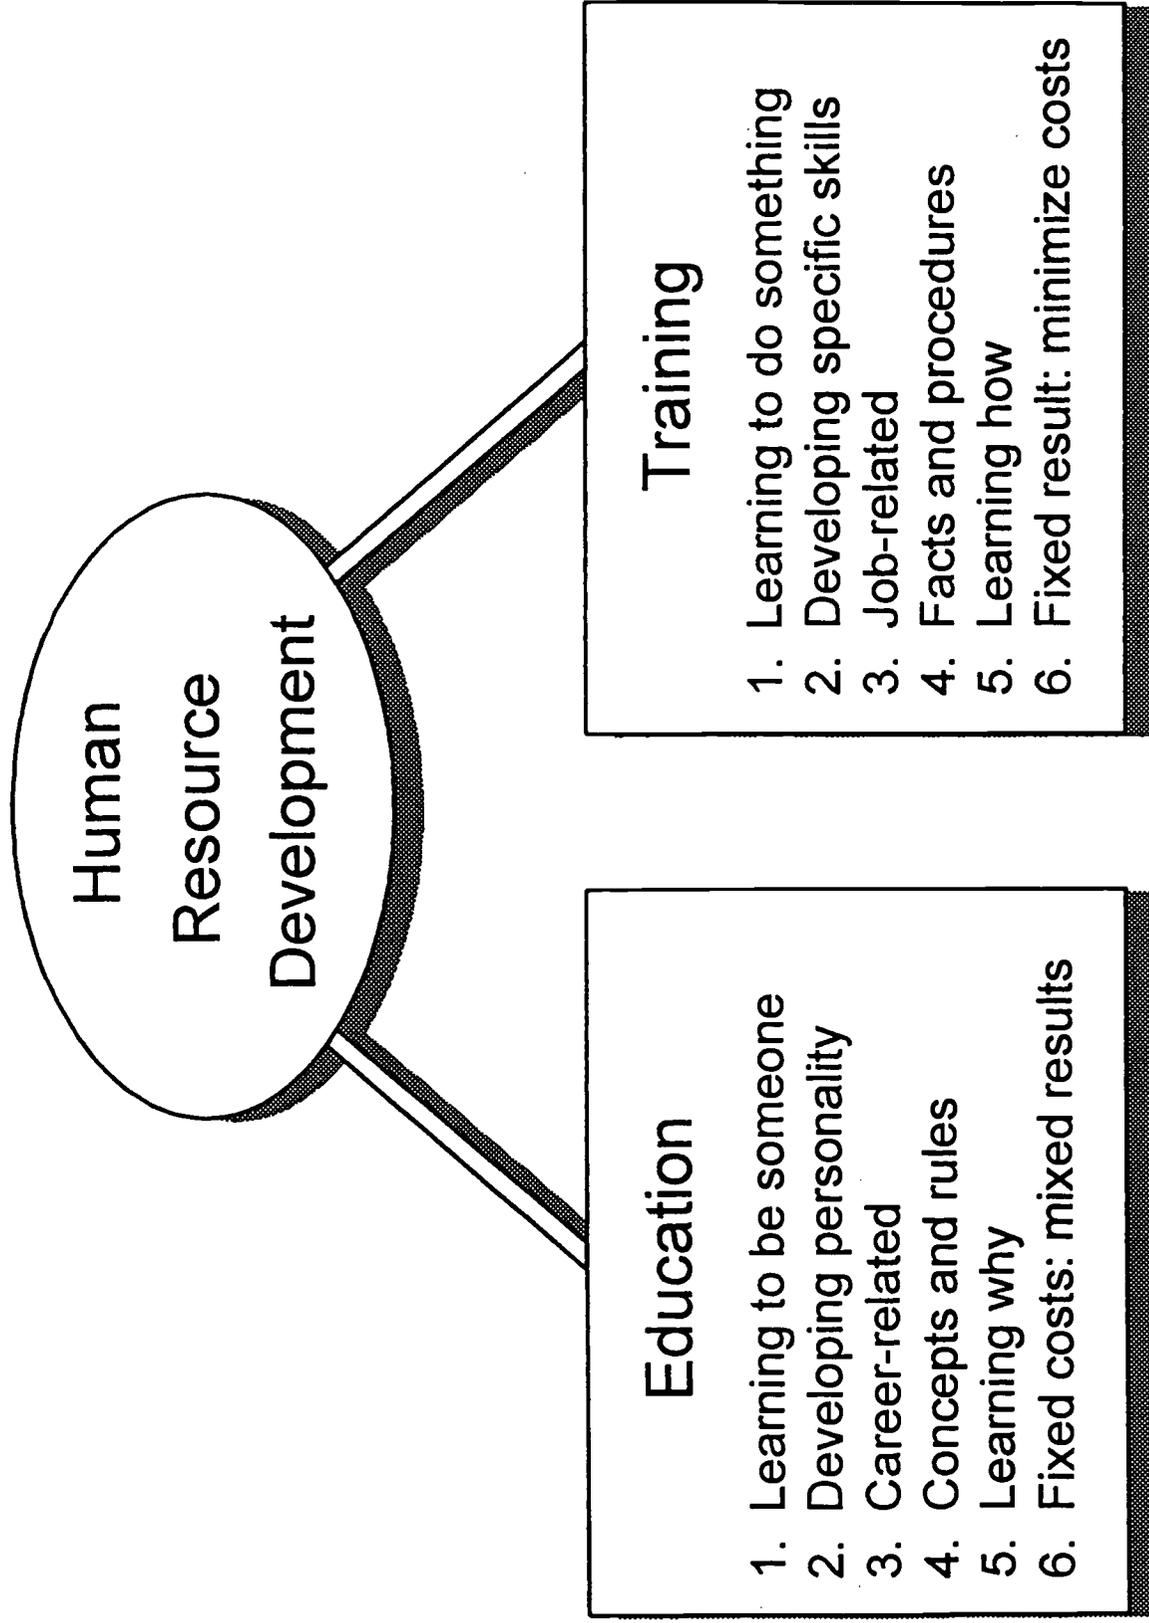 Human
Resource
Development
Education
1. Learning to be someone
2. Developing personality
3. Career-related
4. Concepts and rules
5. Learning why
6. Fixed costs: mixed results
Training
1. Learning to do something
2. Developing specific skills
3. Job-related
4. Facts and procedures
5. Learning how
6. Fixed result: minimize costs